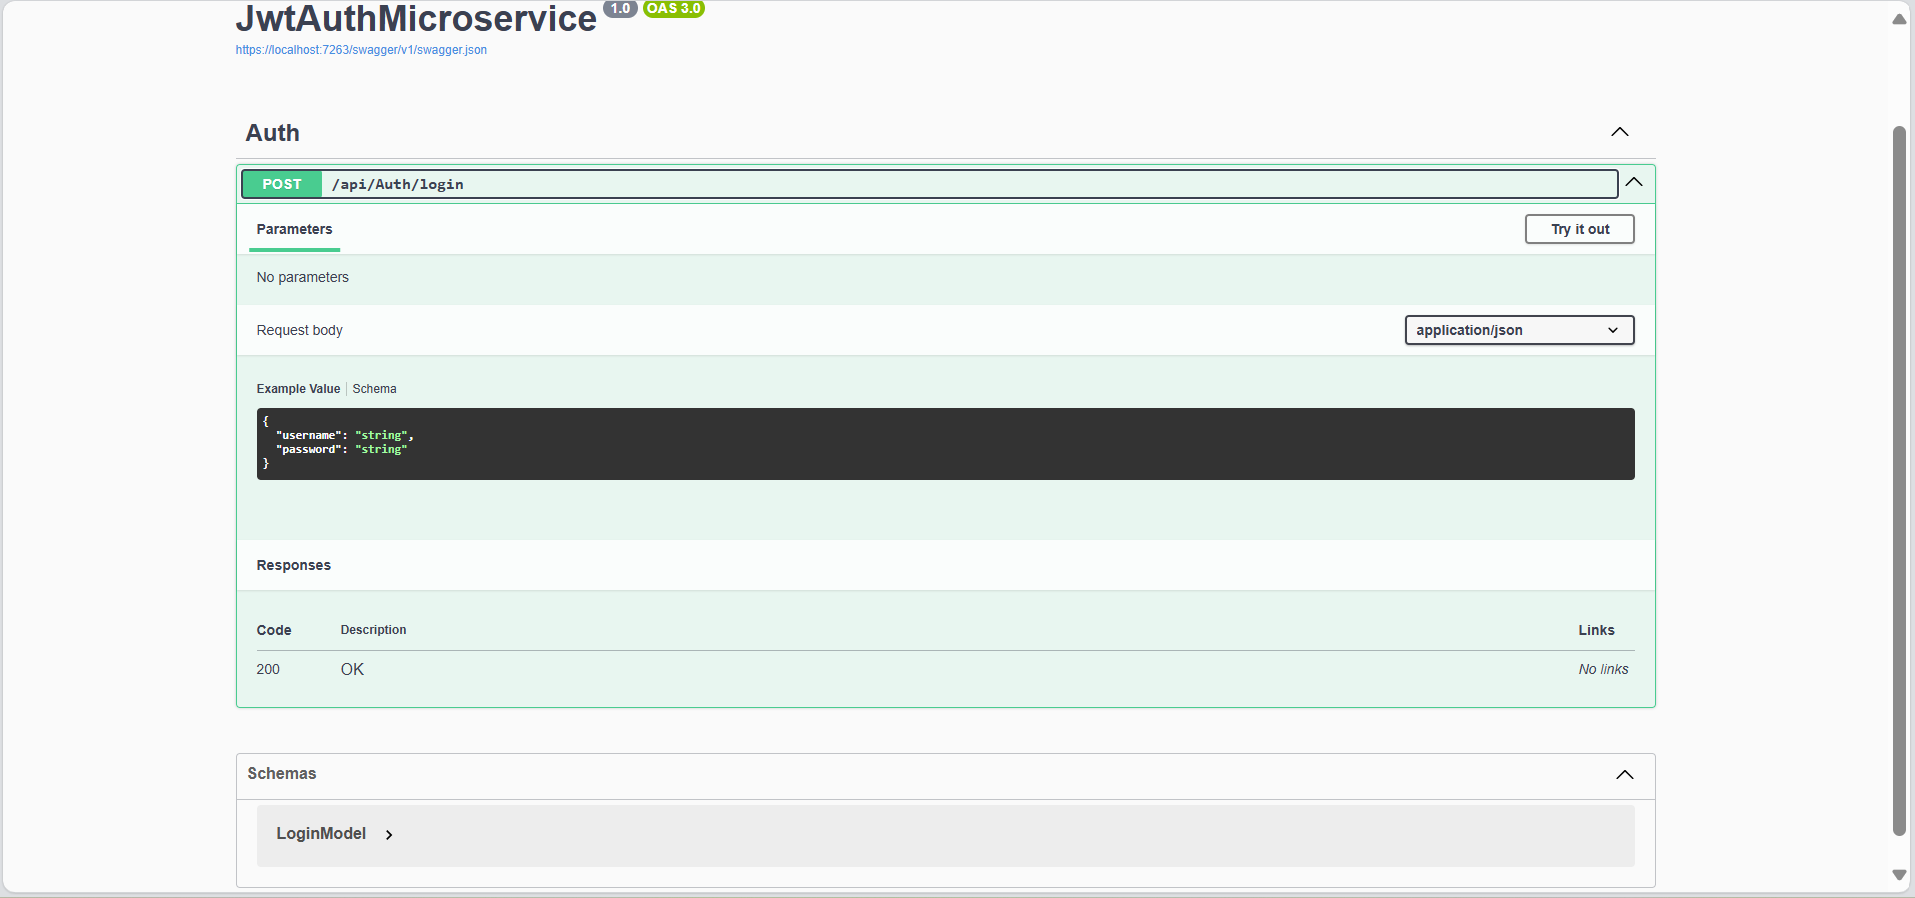 JwtAuthMicroservice 1.0 OAS 3.0
https://localhost:7263/swagger/v1/swagger.json
Auth
POST /api/Auth/login
Parameters Try it out
No parameters
Request body application/json
Example Value Schema
{
"username": "string",
"password": "string"
}
Responses
Code Description Links
200 OK No links
Schemas
LoginModel